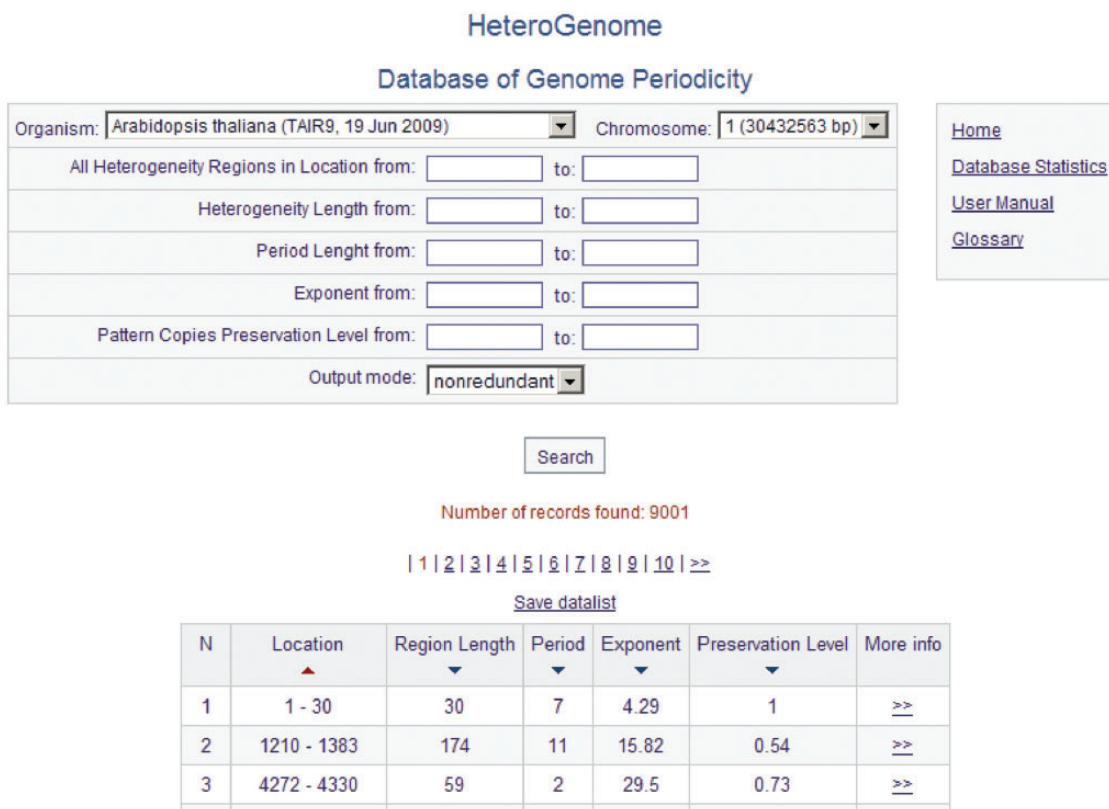 HeteroGenome
Database of Genome Periodicity
Organism: Arabidopsis thaliana (TAIR9, 19 Jun 2009) Chromosome: 1 (30432563 bp)
All Heterogeneity Regions in Location from: to:
Heterogeneity Length from: to:
Period Lenght from: to:
Exponent from: to:
Pattern Copies Preservation Level from: to:
Output mode: nonredundant
Home
Database Statistics
User Manual
Glossary
Search
Number of records found: 9001
| 1 | 2 | 3 | 4 | 5 | 6 | 7 | 8 | 9 | 10 | >>
Save datalist
N Location Region Length Period Exponent Preservation Level More info
1 1 - 30 30 7 4.29 1 >>
2 1210 - 1383 174 11 15.82 0.54 >>
3 4272 - 4330 59 2 29.5 0.73 >>